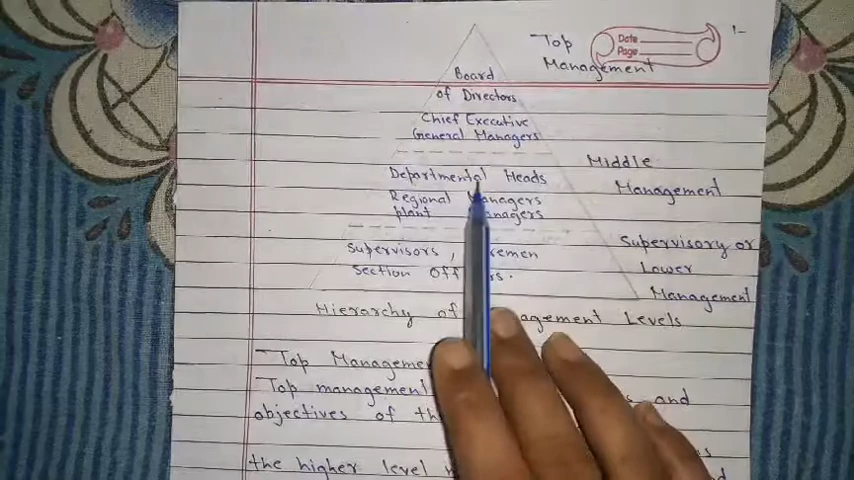 Top
Date
Page
1-
Management
Board
of Directors
Chief Executive
General Managers
Departmental Heads
Middle
Management
Regional Managers
plant Managers
Supervisors,
Section
Supervisory or
Lower
Management
Hierarchy of Management Levels
Top
Top management
and
objectives of
the higher level